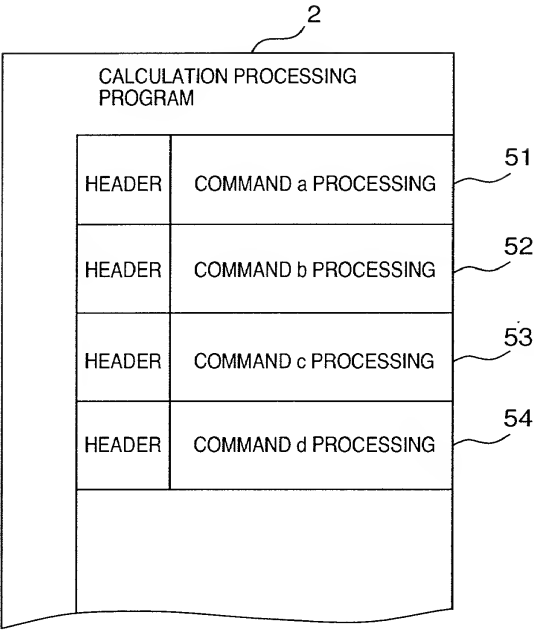 2
CALCULATION PROCESSING
PROGRAM
HEADER COMMAND a PROCESSING 51
HEADER COMMAND b PROCESSING 52
HEADER COMMAND c PROCESSING 53
HEADER COMMAND d PROCESSING 54